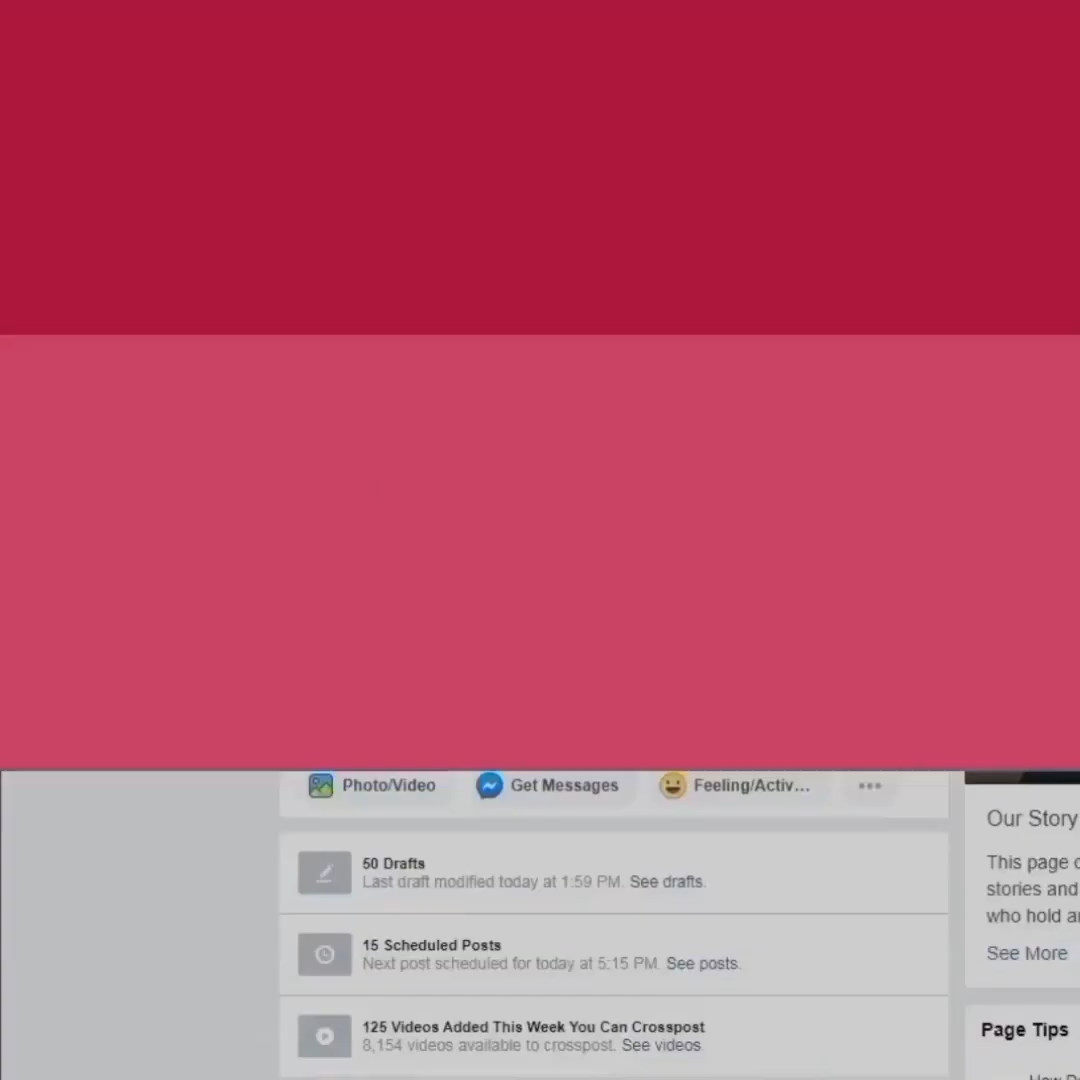 Photo/Video Get Messages Feeling/Activ... 
Our Story
50 Drafts
Last draft modified today at 1:59 PM. See drafts.
This page
stories and
who hold
15 Scheduled Posts
Next post scheduled for today at 5:15 PM. See posts.
See More
125 Videos Added This Week You Can Crosspost
8,154 videos available to crosspost. See videos.
Page Tips